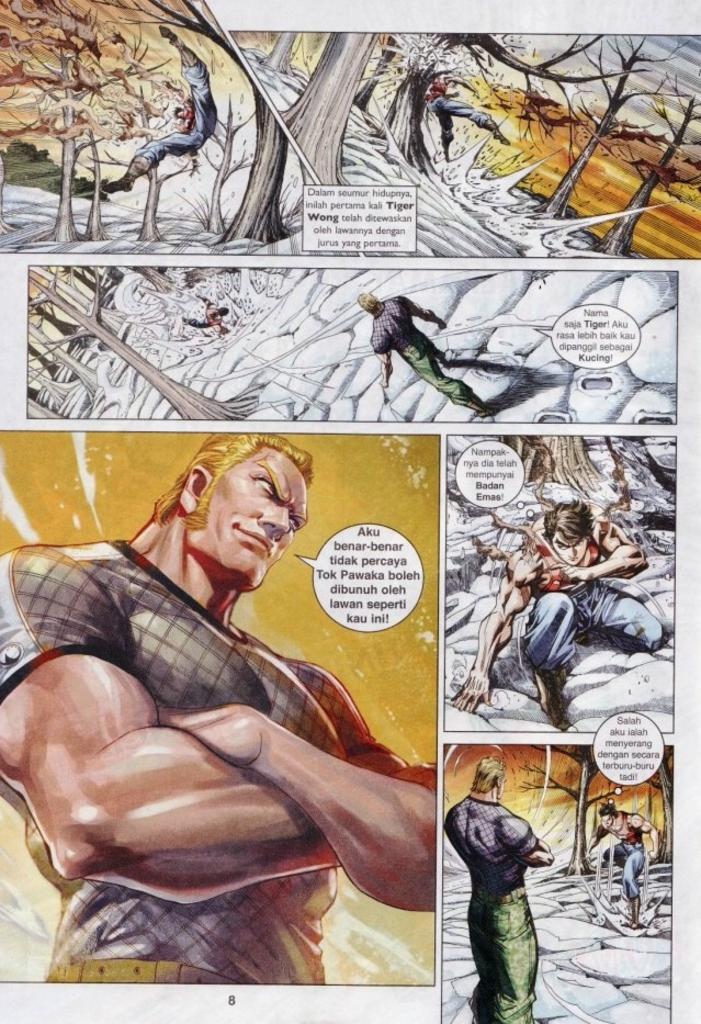 Dalam seumur hidupnya,
inilah pertama kali Tiger
Wong telah ditewaskan
oleh lawannya dengan
jurus yang pertama.
Nama
saja Tiger! Aku
rasa lebih baik kau
dipanggil sebagai
Kucing!
Aku
benar-benar
tidak percaya
Tok Pawaka boleh
dibunuh oleh
lawan seperti
kau ini!
Nampak-
nya dia telah
mempunyai
Badan
Emas!
Salah
aku ialah
menyerang
dengan secara
terburu-buru
tadi!
8